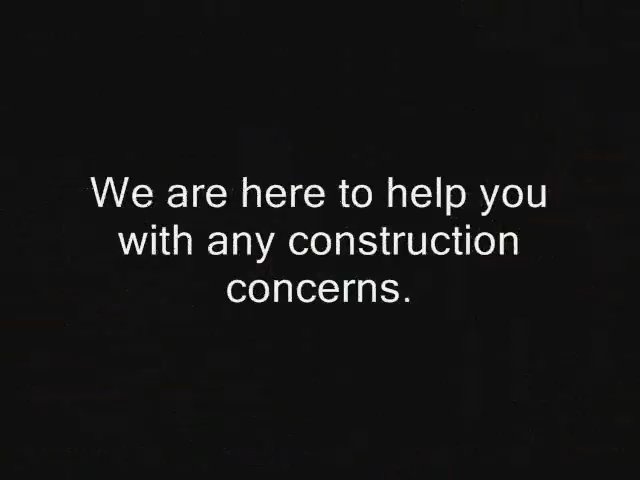 We are here to help you
with any construction
concerns.